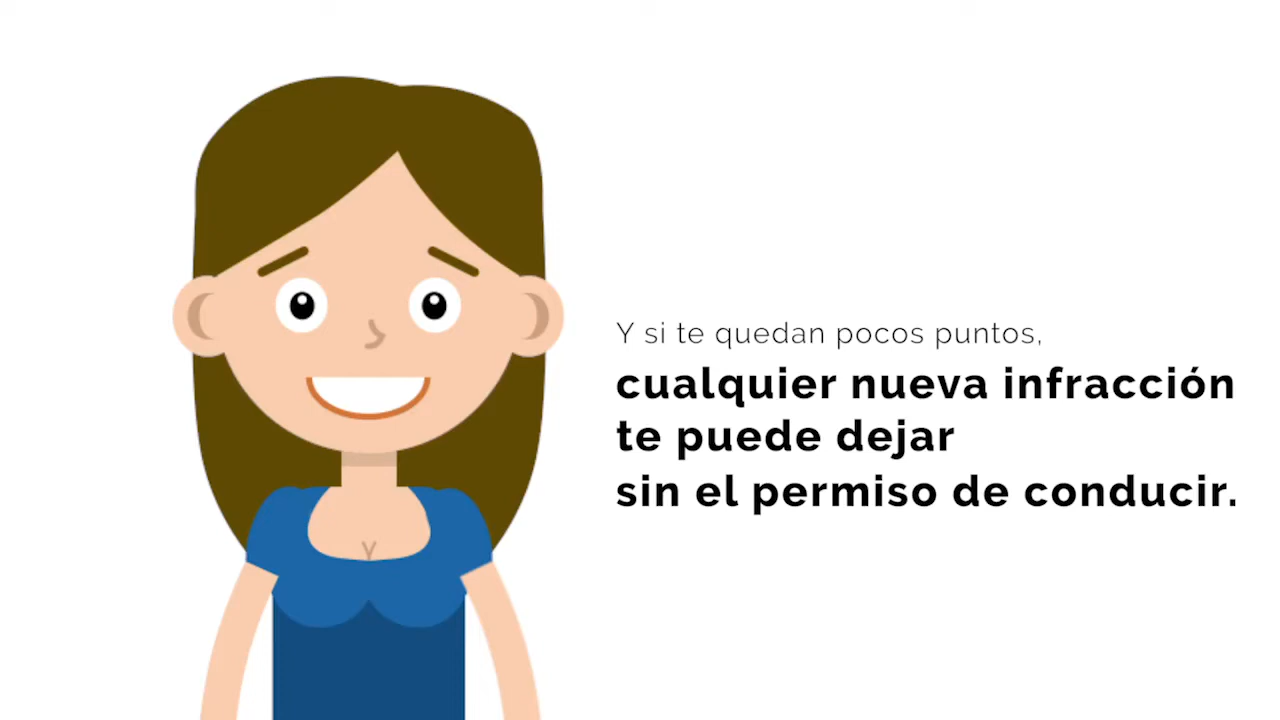 Y si te quedan pocos puntos,
cualquier nueva infracción
te puede dejar
sin el permiso de conducir.